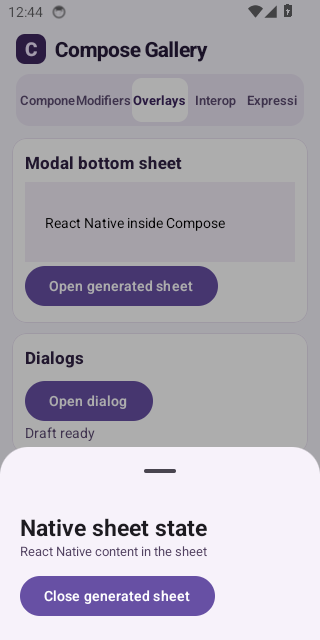 12:44
C Compose Gallery
Compone Modifiers Overlays Interop Expressi
Modal bottom sheet
React Native inside Compose
Open generated sheet
Dialogs
Open dialog
Draft ready
Native sheet state
React Native content in the sheet
Close generated sheet